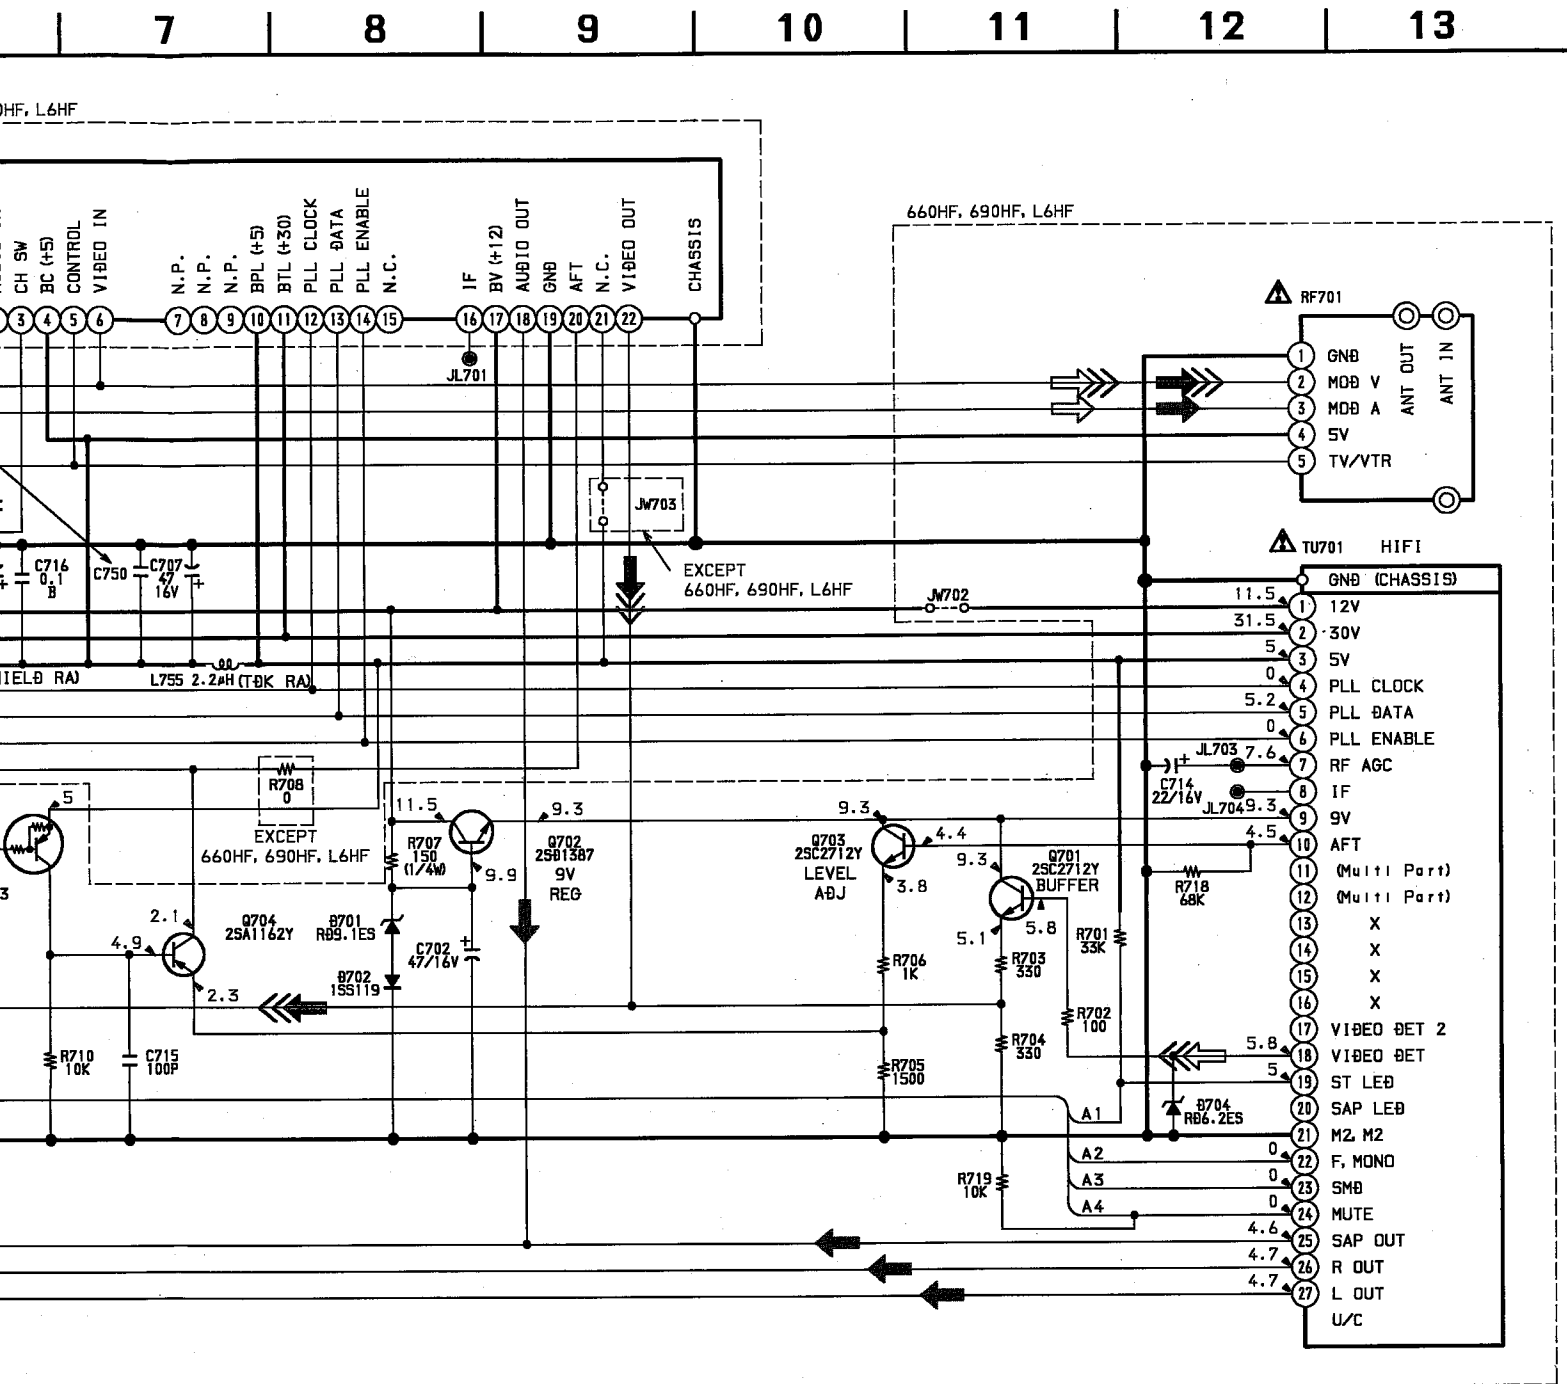 7 8 9 10 11 12 13
HF, L6HF
CH SW
BC (+5)
CONTROL
VIDEO IN
N.P.
N.P.
N.P.
BPL (+5)
BTL (+30)
PLL CLOCK
PLL DATA
PLL ENABLE
N.C.
IF
BV (+12)
AUDIO OUT
GND
AFT
N.C.
VIDEO OUT
CHASSIS
3 4 5 6 7 8 9 10 11 12 13 14 15 16 17 18 19 20 21 22
JL701
660HF, 690HF, L6HF
RF701
1 GND
2 MOD V
3 MOD A
4 5V
5 TV/VTR
ANT OUT
ANT IN
JW703
EXCEPT
660HF, 690HF, L6HF
C716
0.1
B
C750
C707
47
16V
IELD RA)
L755 2.2μH (TDK RA)
JW702
TU701 HIFI
GND (CHASSIS)
11.5 1 12V
31.5 2 30V
5 3 5V
0 4 PLL CLOCK
5.2 5 PLL DATA
0 6 PLL ENABLE
JL703 7.6 7 RF AGC
C714
22/16V
8 IF
JL704 9.3 9 9V
4.5 10 AFT
11 (Multi Part)
12 (Multi Part)
13 X
14 X
15 X
16 X
17 VIDEO DET 2
5.8 18 VIDEO DET
5 19 ST LED
20 SAP LED
21 M2, M2
0 22 F, MONO
0 23 SMD
0 24 MUTE
4.6 25 SAP OUT
4.7 26 R OUT
4.7 27 L OUT
U/C
R718
68K
R708
0
EXCEPT
660HF, 690HF, L6HF
5
3
11.5
R707
150
(1/4W)
9.3
Q702
2SD1387
9V
REG
9.9
9.3
Q703
2SC2712Y
LEVEL
ADJ
4.4
3.8
9.3
Q701
2SC2712Y
BUFFER
5.1
5.8
2.1
4.9
Q704
2SA1162Y
2.3
D701
RD9.1ES
D702
1SS119
C702
47/16V
R706
1K
R703
330
R701
33K
R702
100
R704
330
R705
1500
R710
10K
C715
100P
D704
RD6.2ES
A1
A2
A3
A4
R719
10K